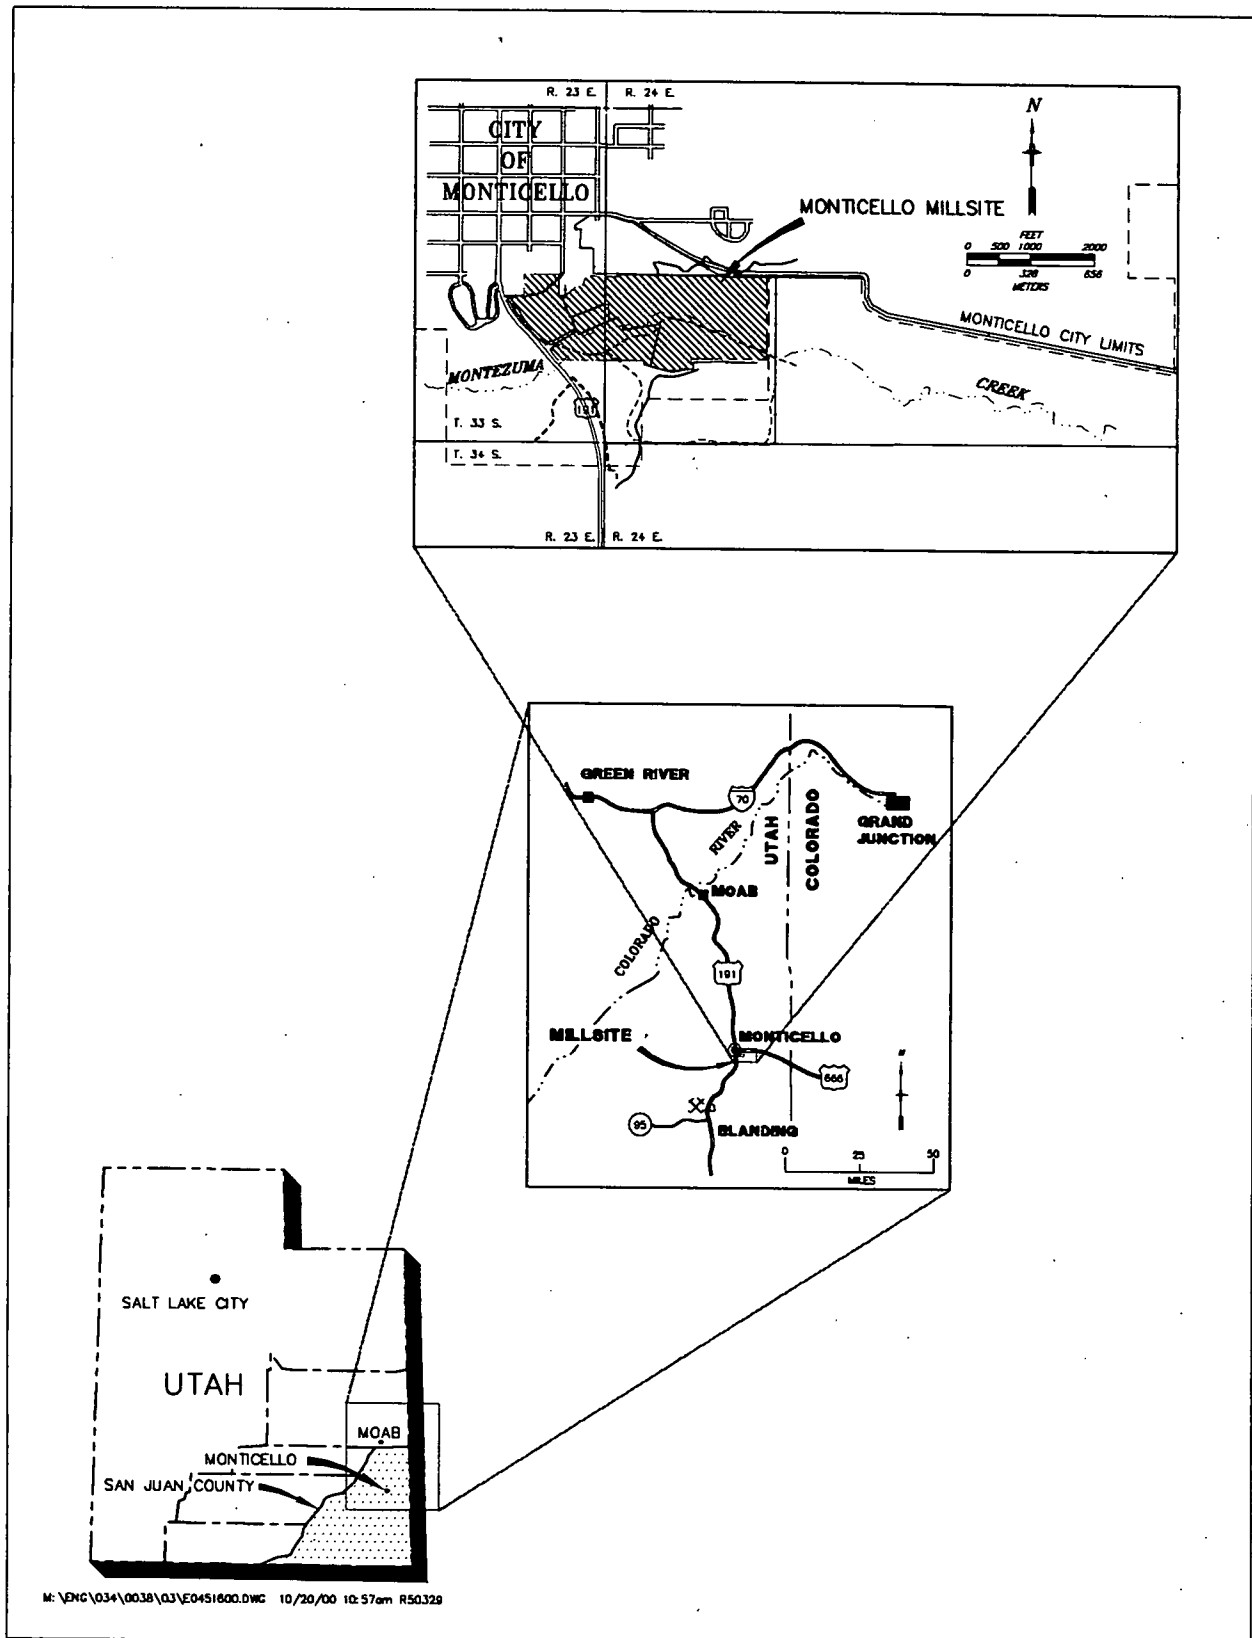 R. 23 E. R. 24 E.
CITY
OF
MONTICELLO
N
MONTICELLO MILLSITE
FEET
0 500 1000 2000
0 328 656
METERS
MONTICELLO CITY LIMITS
MONTEZUMA
CREEK
191
T. 33 S.
T. 34 S.
R. 23 E. R. 24 E.
GREEN RIVER
70
RIVER
UTAH
COLORADO
GRAND
JUNCTION
MOAB
COLORADO
191
MILLSITE
MONTICELLO
N
666
95
BLANDING
0 25 50
MILES
SALT LAKE CITY
UTAH
MOAB
MONTICELLO
SAN JUAN COUNTY
M:\ENG\034\0038\03\E0451600.DWG 10/20/00 10:57am R50329